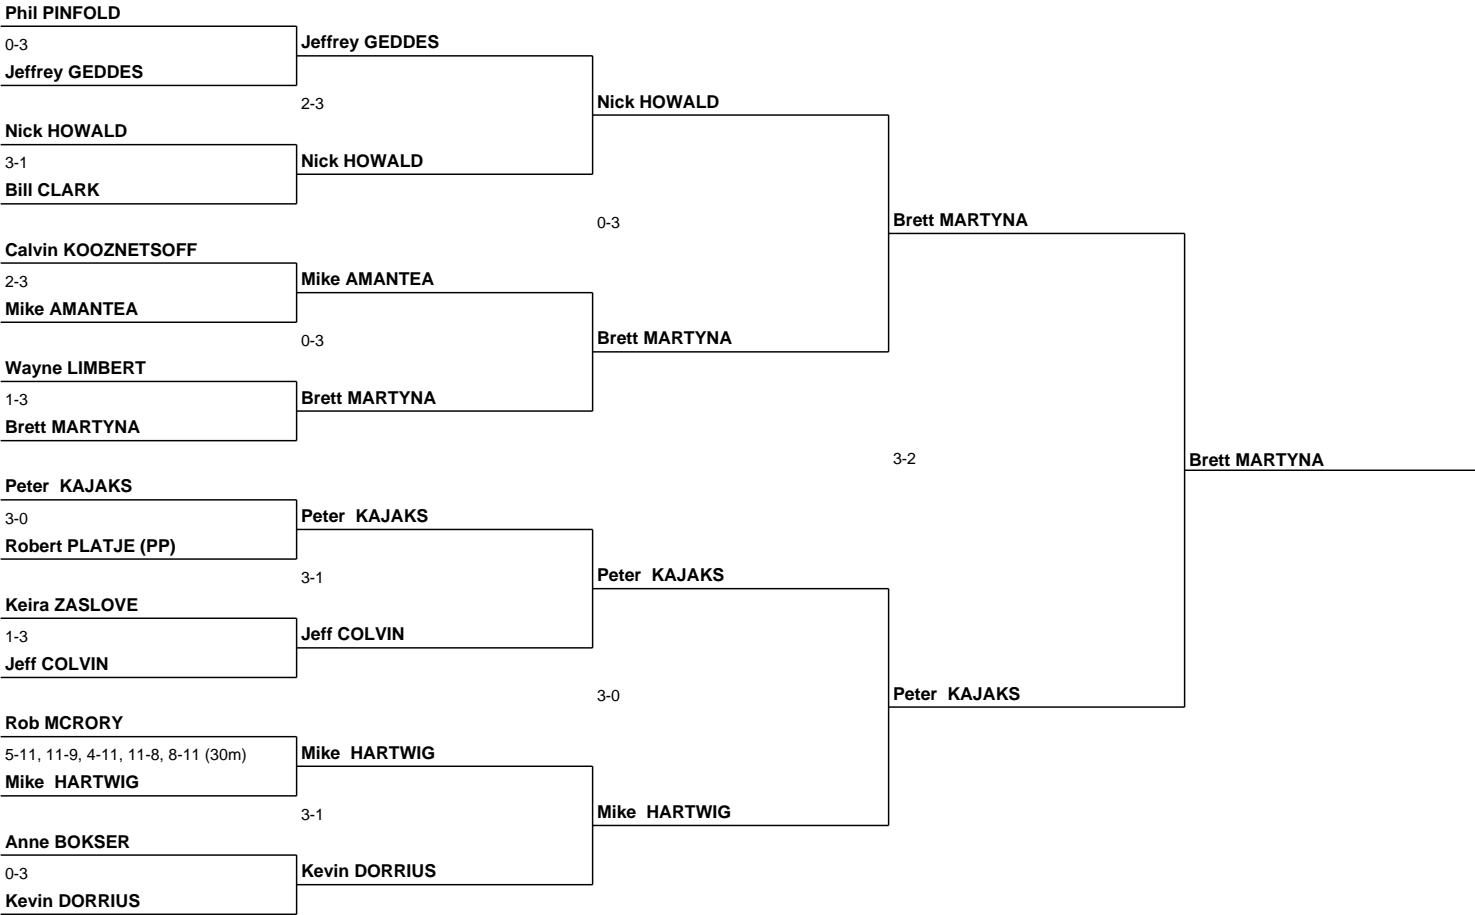 Phil PINFOLD
0-3
Jeffrey GEDDES
Nick HOWALD
3-1
Bill CLARK
Calvin KOOZNETSOFF
2-3
Mike AMANTEA
Wayne LIMBERT
1-3
Brett MARTYNA
Peter  KAJAKS
3-0
Robert PLATJE (PP)
Keira ZASLOVE
1-3
Jeff COLVIN
Rob MCRORY
5-11, 11-9, 4-11, 11-8, 8-11 (30m)
Mike  HARTWIG
Anne BOKSER
0-3
Kevin DORRIUS
Jeffrey GEDDES
2-3
Nick HOWALD
Mike AMANTEA
0-3
Brett MARTYNA
Peter  KAJAKS
3-1
Jeff COLVIN
Mike  HARTWIG
3-1
Kevin DORRIUS
Nick HOWALD
0-3
Brett MARTYNA
Peter  KAJAKS
3-0
Mike  HARTWIG
Brett MARTYNA
3-2
Peter  KAJAKS
Brett MARTYNA